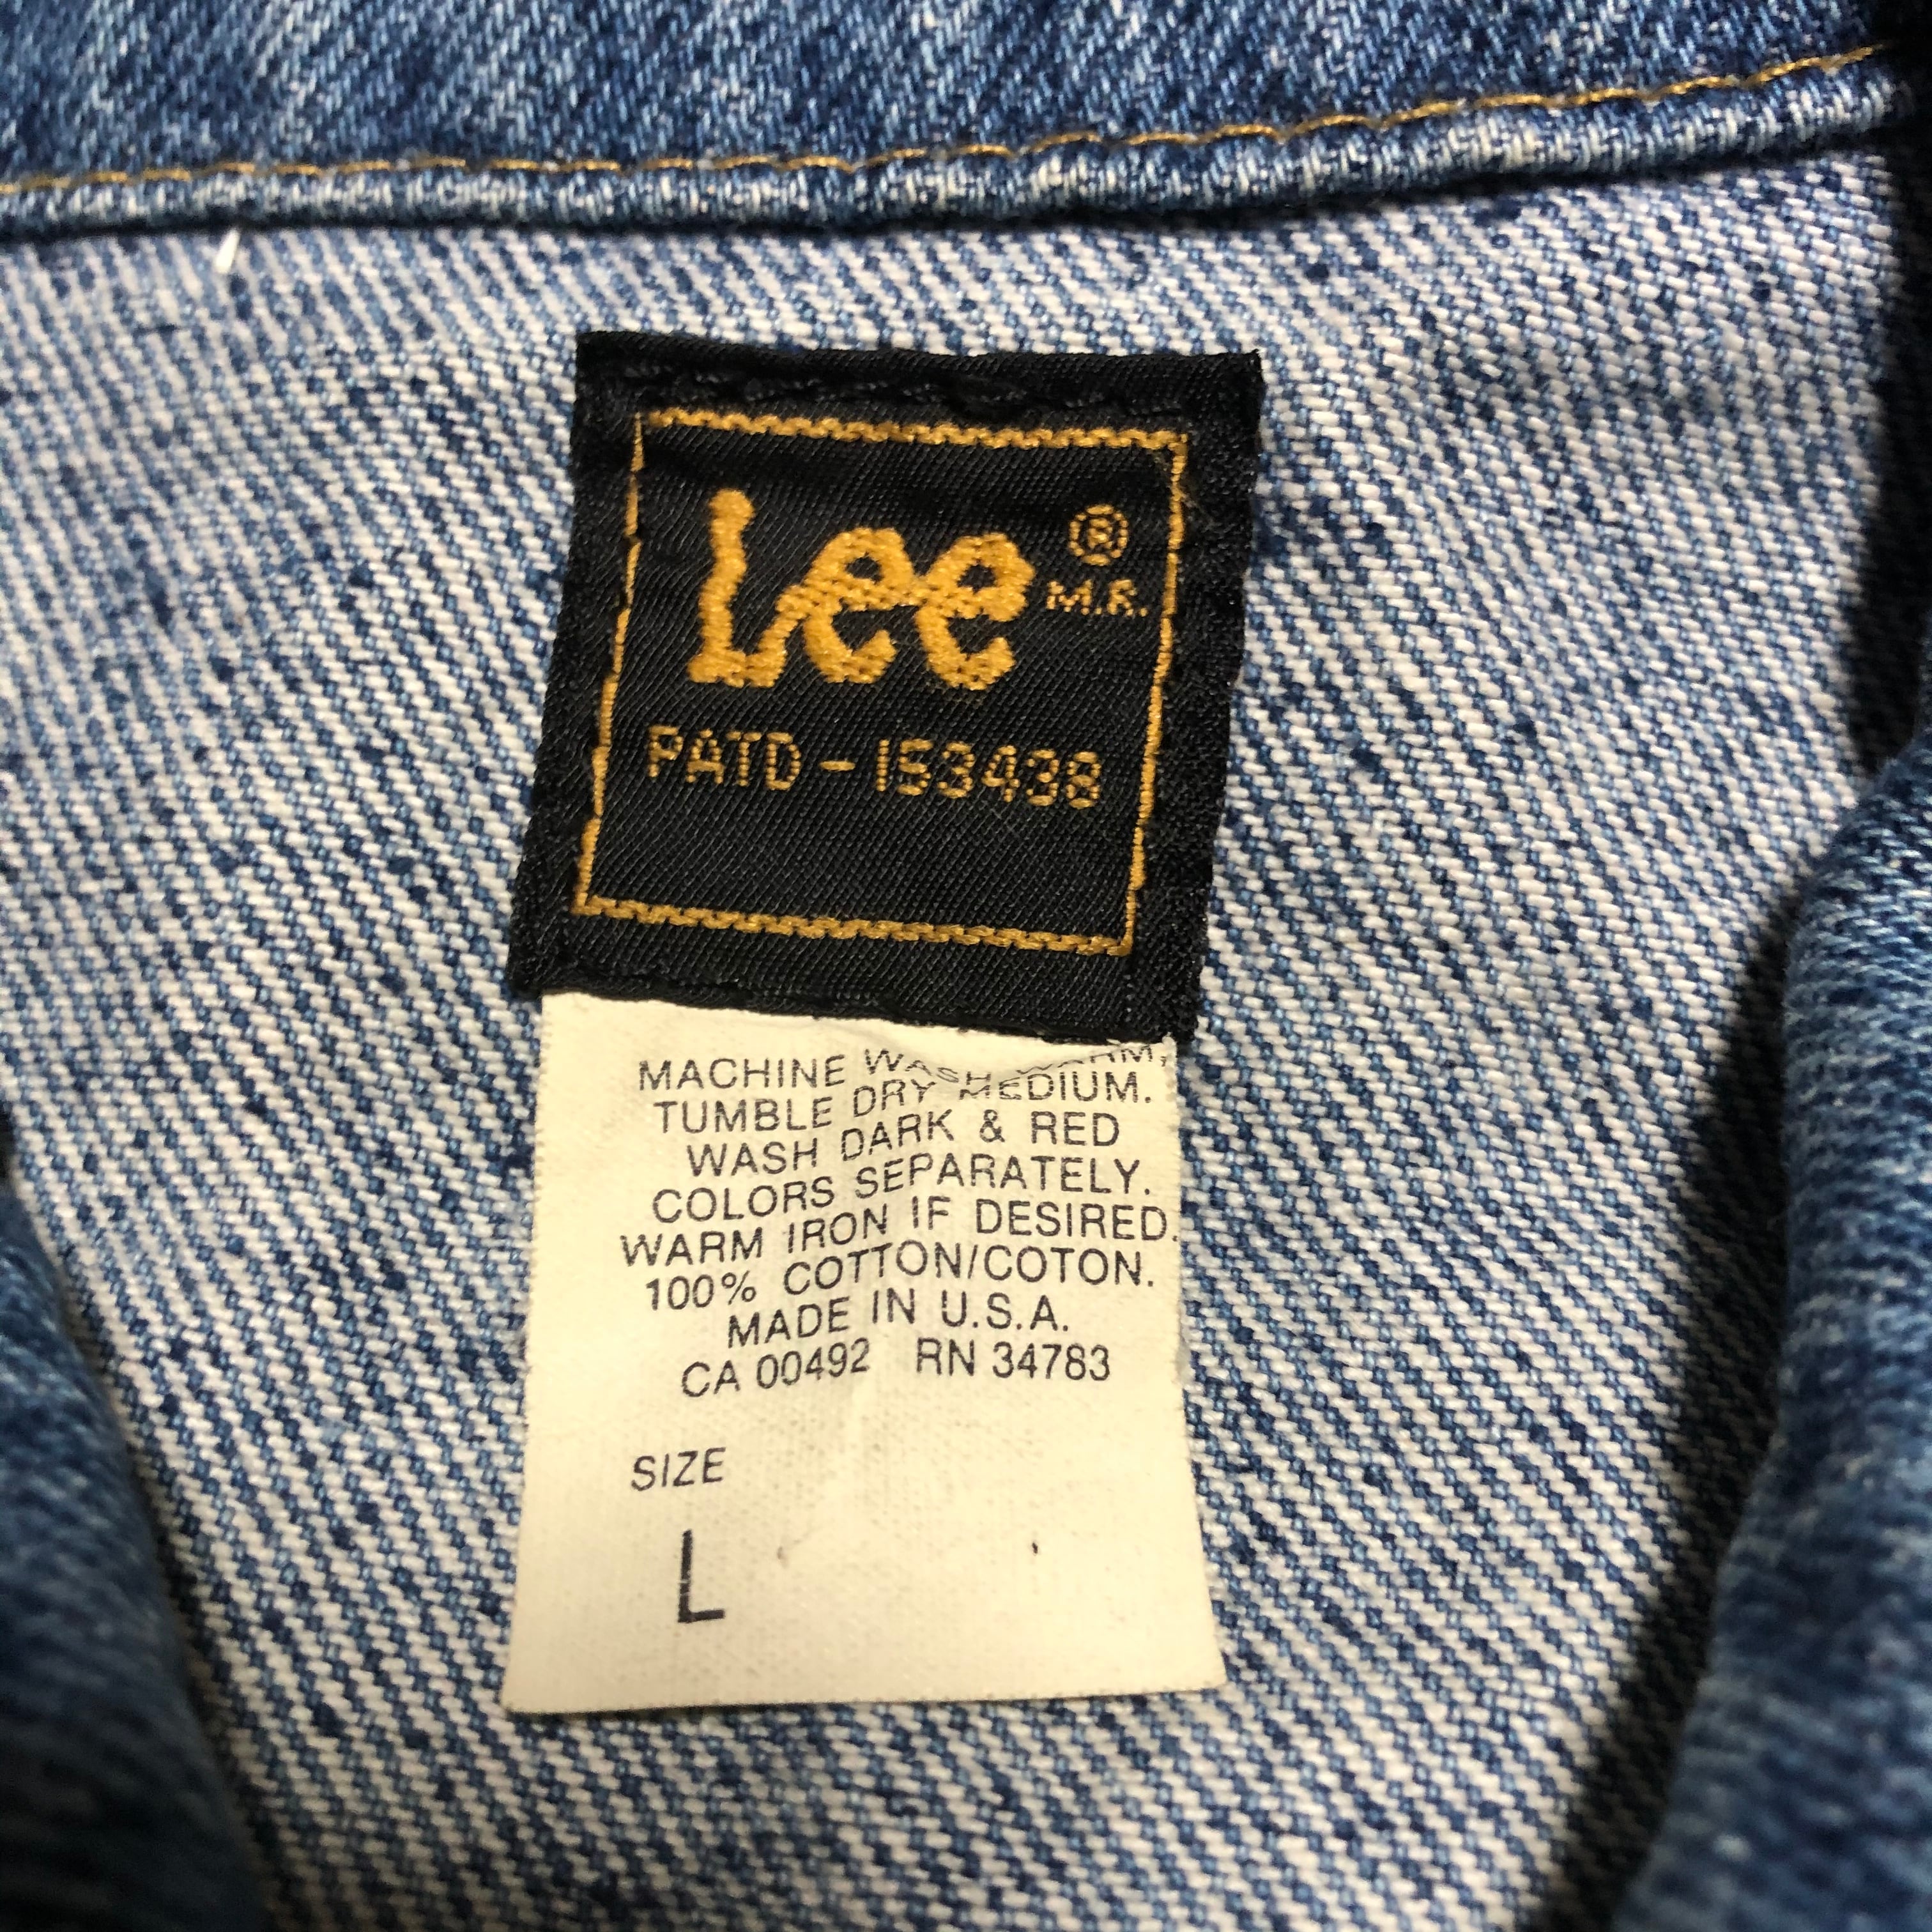 Lee ®
M.R.
PATD-153438
MACHINE WASH WARM,
TUMBLE DRY MEDIUM.
WASH DARK & RED
COLORS SEPARATELY.
WARM IRON IF DESIRED.
100% COTTON/COTON.
MADE IN U.S.A.
CA 00492 RN 34783
SIZE
L